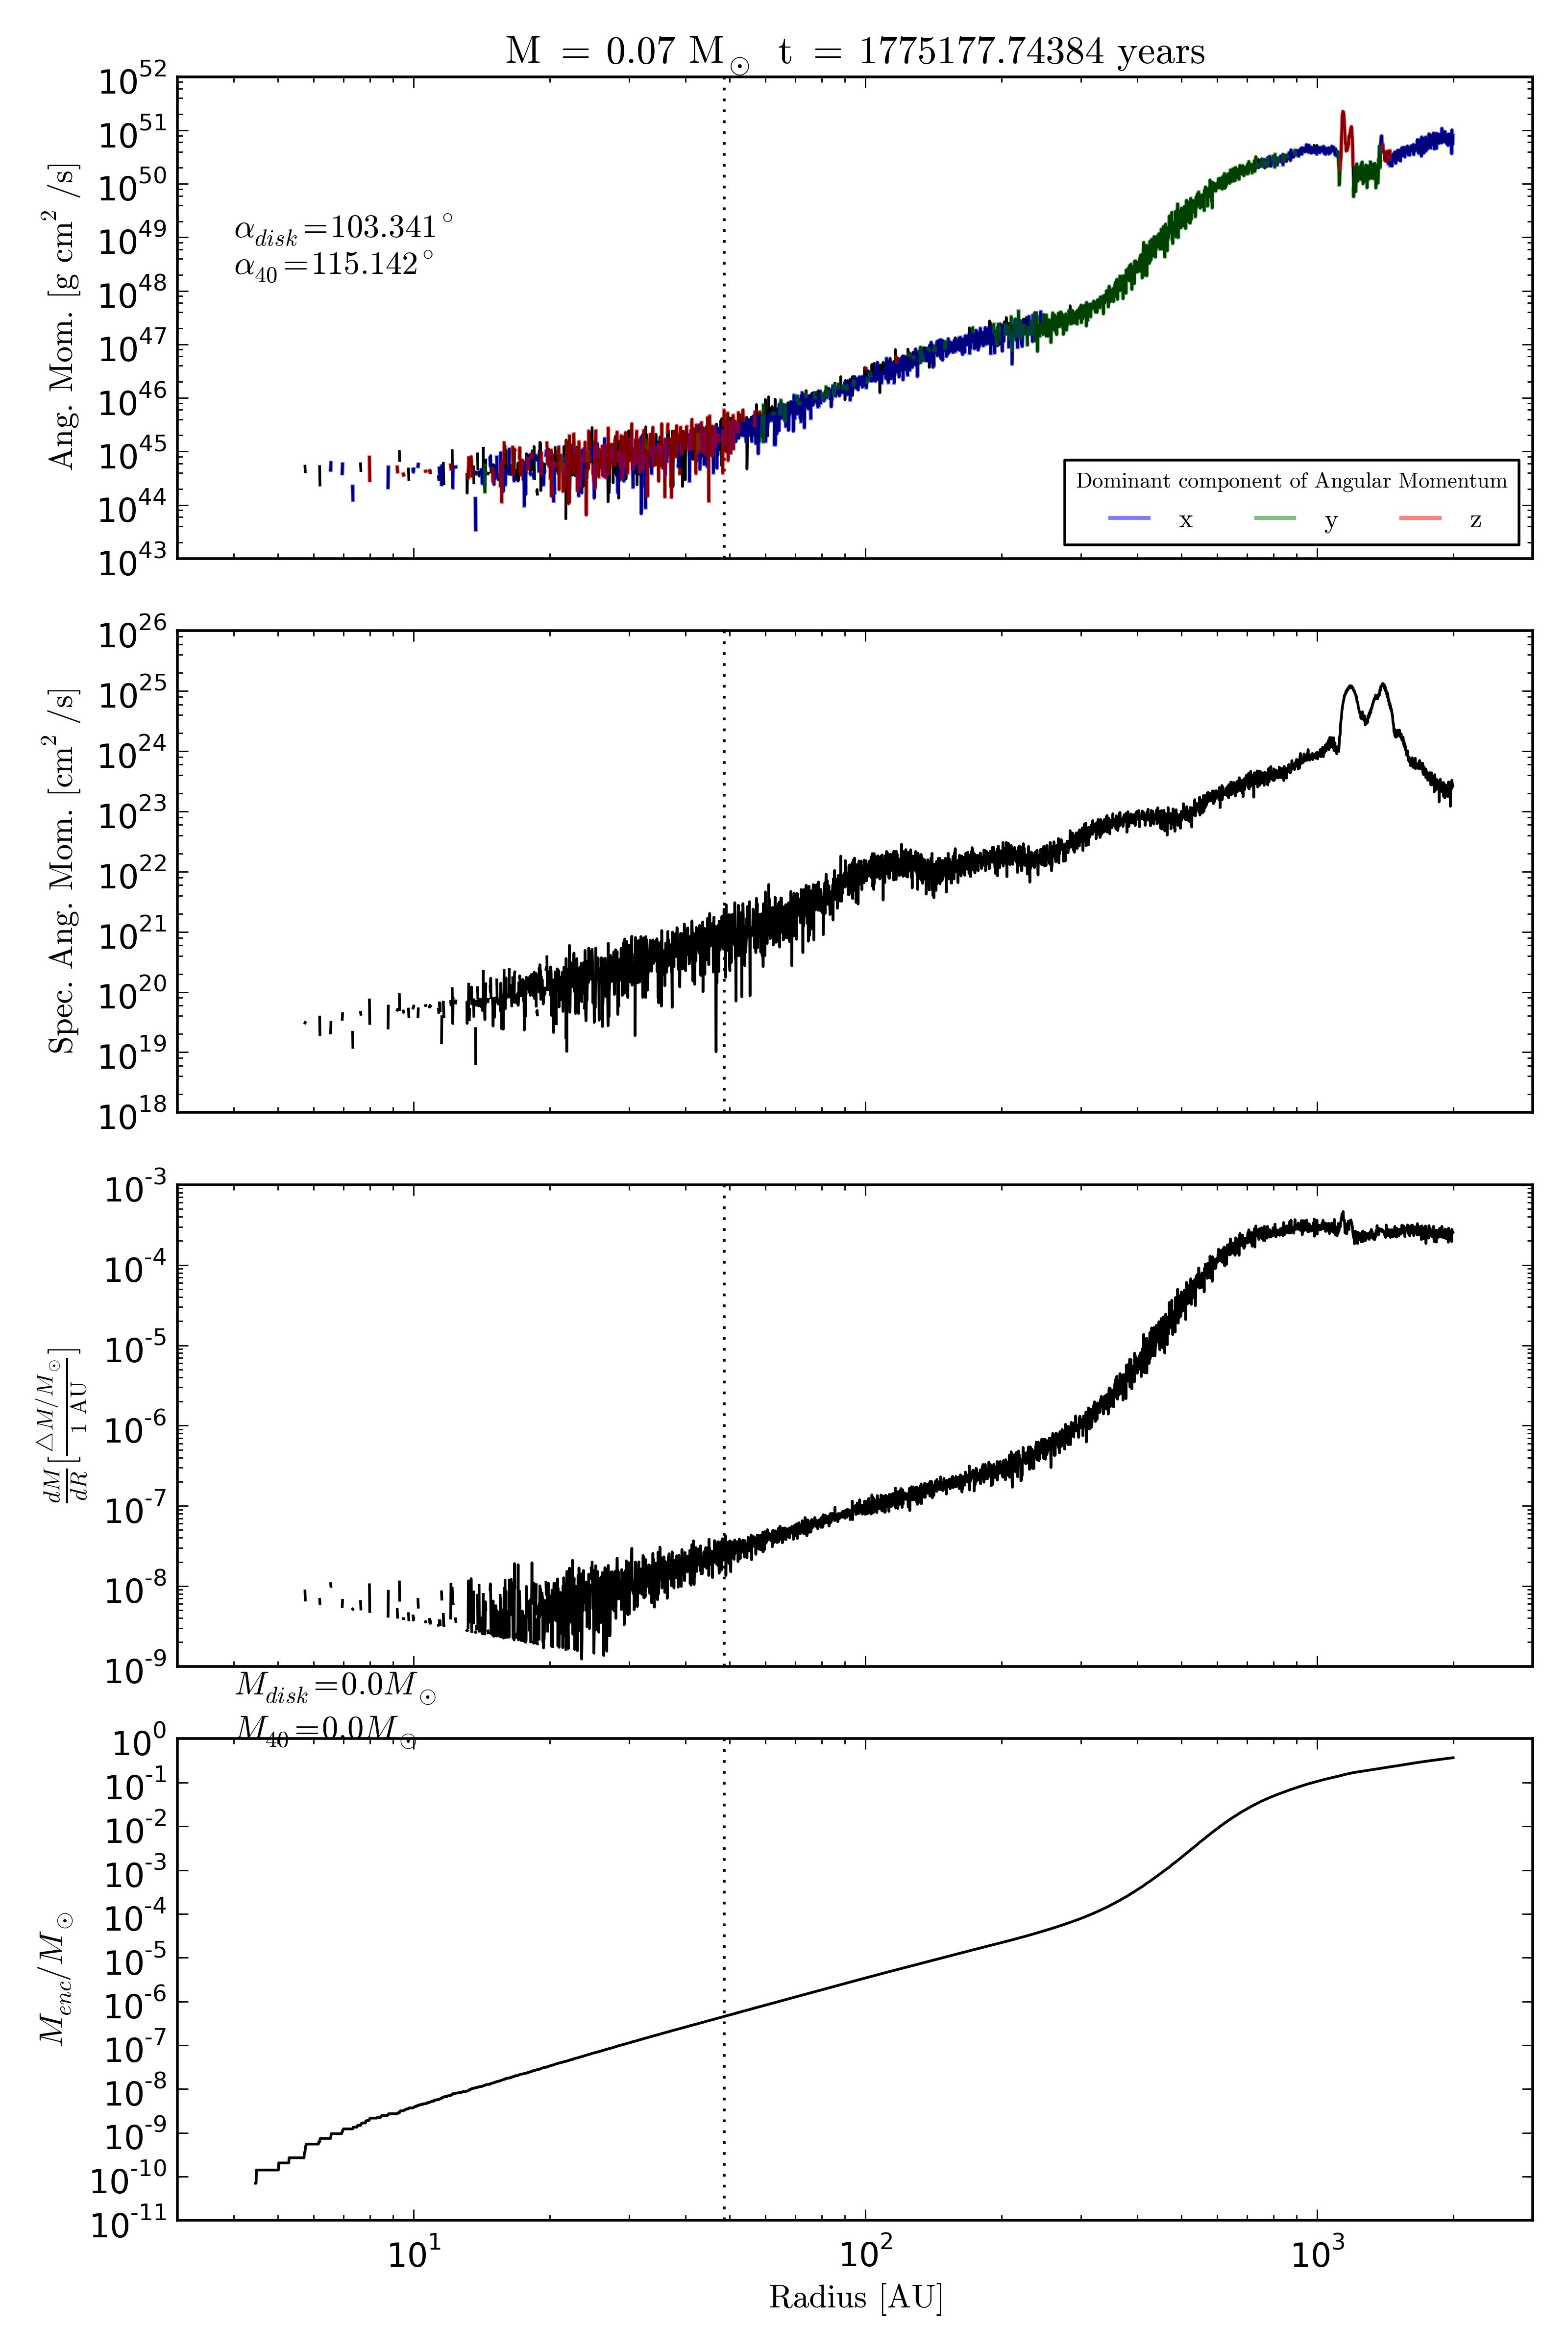 M = 0.07 M⊙ t = 1775177.74384 years
10^52
10^51
10^50
10^49
10^48
10^47
10^46
10^45
10^44
10^43
Ang. Mom. [g cm^2 /s]
α_disk=103.341°
α_40=115.142°
Dominant component of Angular Momentum
x y z
10^26
10^25
10^24
10^23
10^22
10^21
10^20
10^19
10^18
Spec. Ang. Mom. [cm^2 /s]
10^-3
10^-4
10^-5
10^-6
10^-7
10^-8
10^-9
dM/dR [△M/M⊙ / 1 AU]
M_disk=0.0M⊙
M_40=0.0M⊙
10^0
10^-1
10^-2
10^-3
10^-4
10^-5
10^-6
10^-7
10^-8
10^-9
10^-10
10^-11
M_enc/M⊙
10^1 10^2 10^3
Radius [AU]